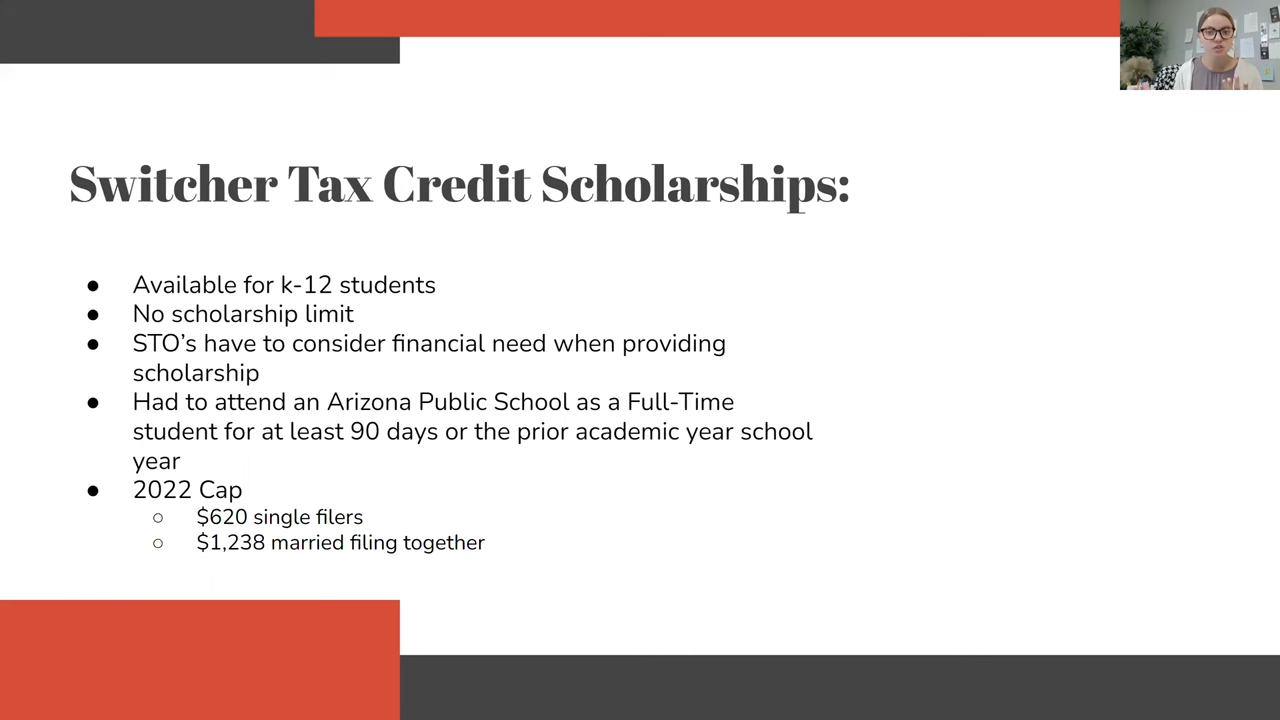 Switcher Tax Credit Scholarships:
● Available for k-12 students
● No scholarship limit
● STO's have to consider financial need when providing
scholarship
● Had to attend an Arizona Public School as a Full-Time
student for at least 90 days or the prior academic year school
year
● 2022 Cap
○ $620 single filers
○ $1,238 married filing together